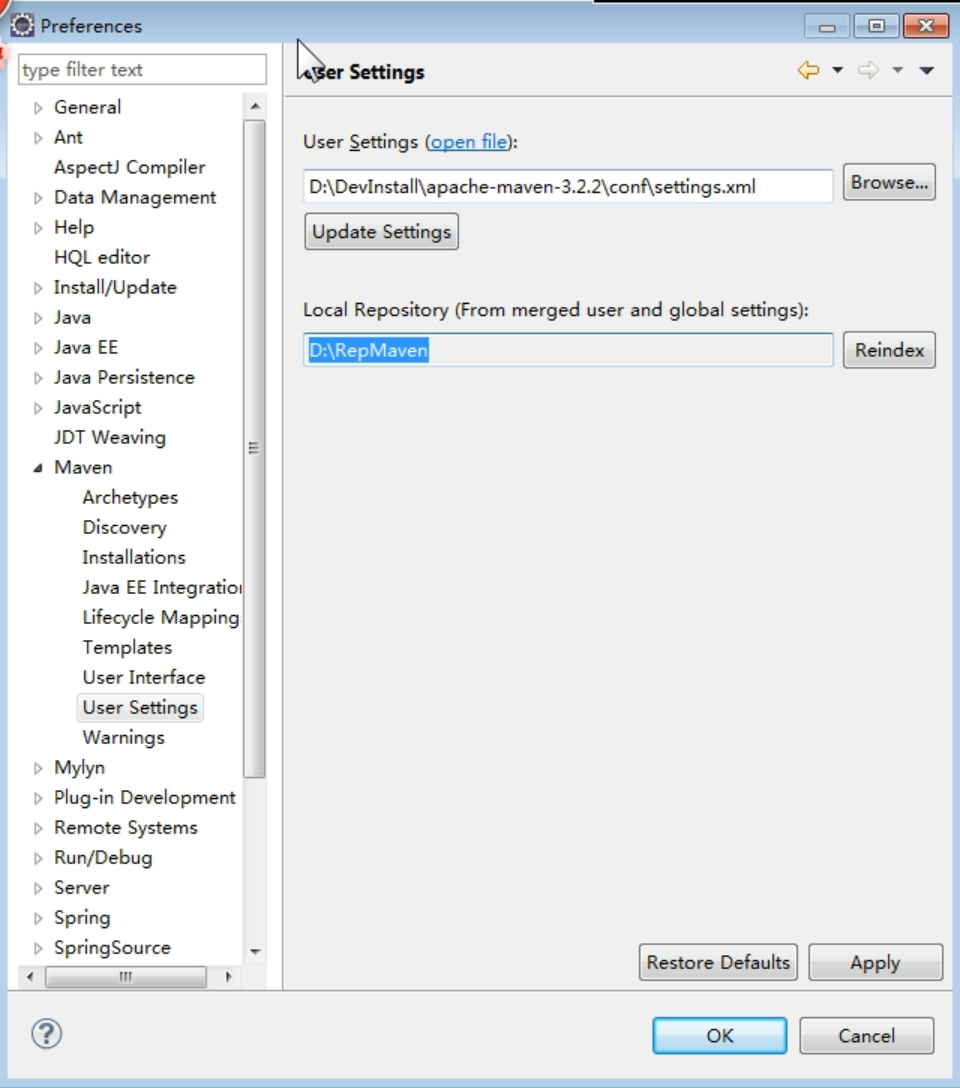 Preferences
type filter text
General
Ant
AspectJ Compiler
Data Management
Help
HQL editor
Install/Update
Java
Java EE
Java Persistence
JavaScript
JDT Weaving
Maven
Archetypes
Discovery
Installations
Java EE Integration
Lifecycle Mapping
Templates
User Interface
User Settings
Warnings
Mylyn
Plug-in Development
Remote Systems
Run/Debug
Server
Spring
SpringSource
User Settings
User Settings (open file):
D:\DevInstall\apache-maven-3.2.2\conf\settings.xml
Browse...
Update Settings
Local Repository (From merged user and global settings):
D:\RepMaven
Reindex
Restore Defaults
Apply
OK
Cancel